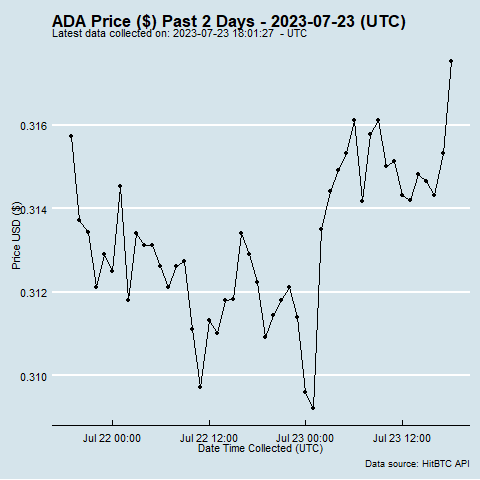 ADA Price ($) Past 2 Days - 2023-07-23 (UTC)
Latest data collected on: 2023-07-23 18:01:27 - UTC
0.316
0.314
0.312
0.310
Price USD ($)
Jul 22 00:00 Jul 22 12:00 Jul 23 00:00 Jul 23 12:00
Date Time Collected (UTC)
Data source: HitBTC API